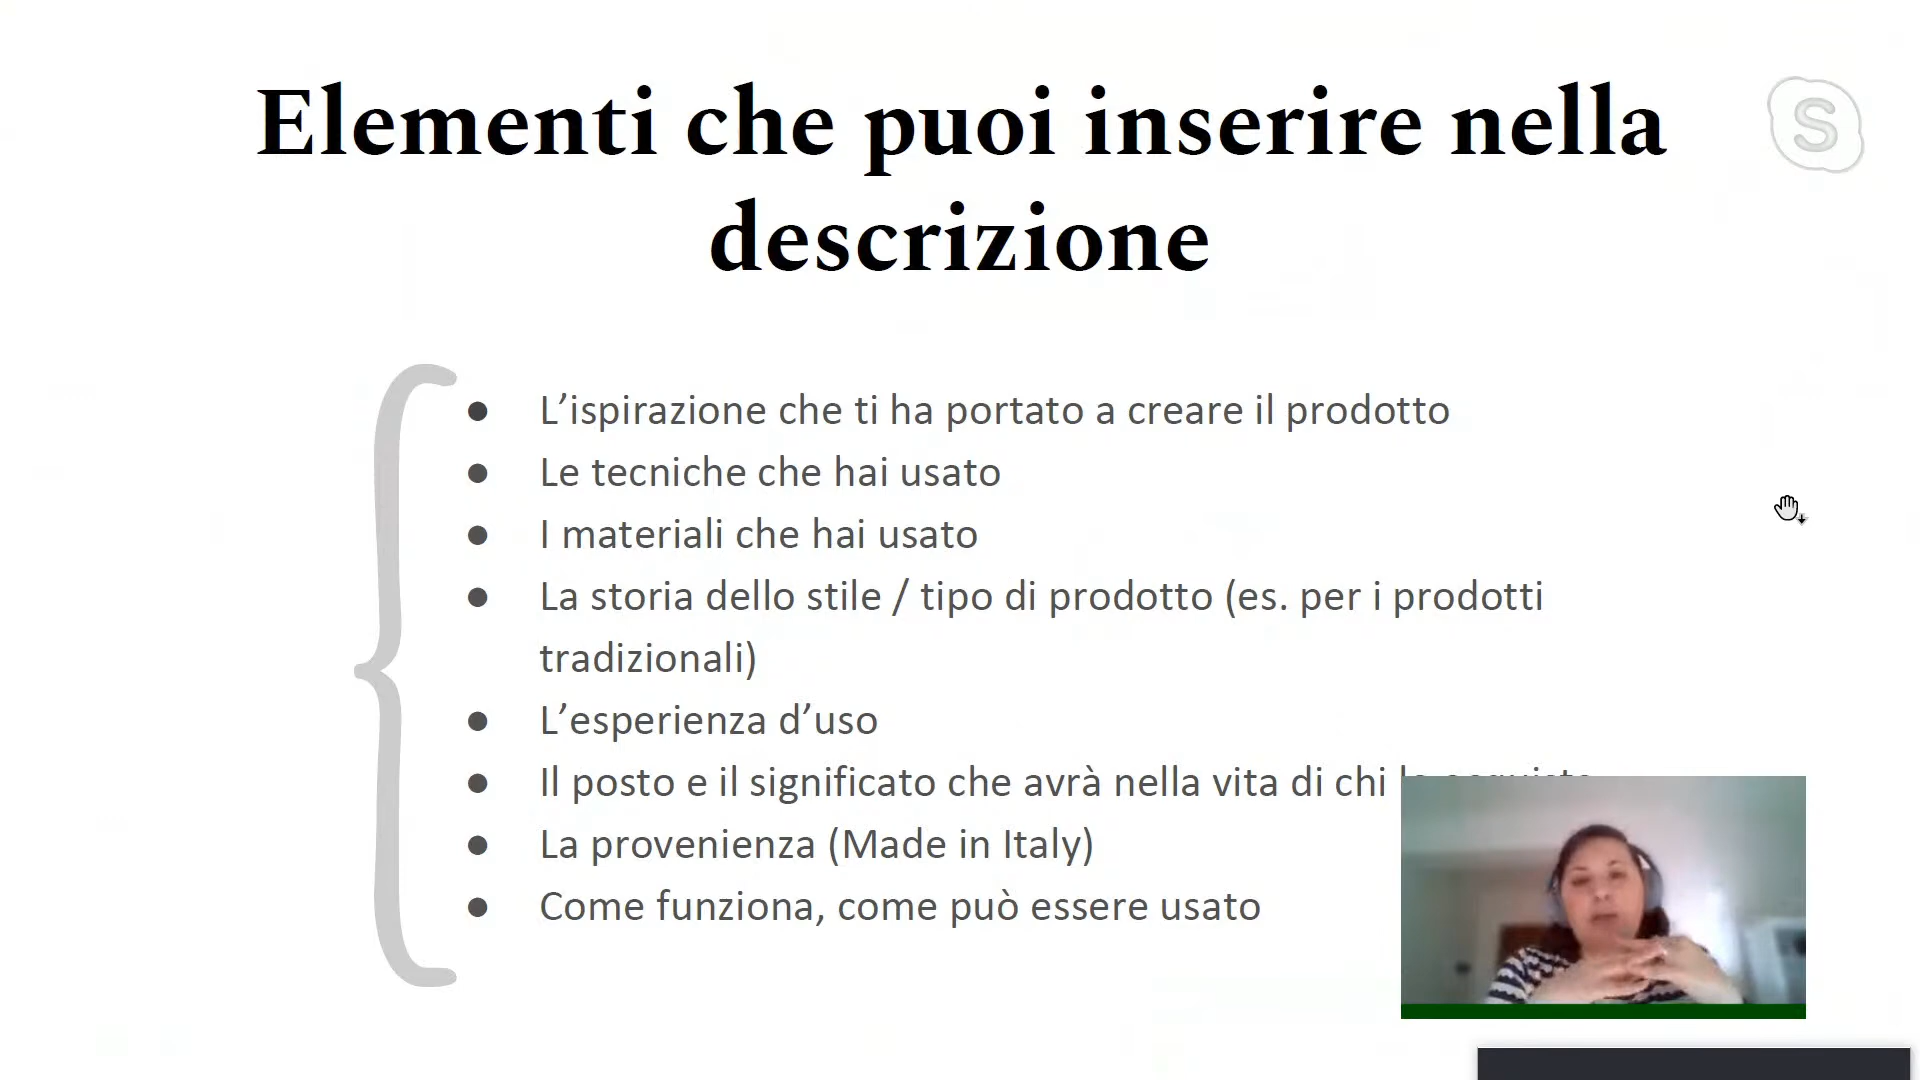 Elementi che puoi inserire nella
descrizione
S
● L’ispirazione che ti ha portato a creare il prodotto
● Le tecniche che hai usato
● I materiali che hai usato
● La storia dello stile / tipo di prodotto (es. per i prodotti
tradizionali)
● L’esperienza d’uso
● Il posto e il significato che avrà nella vita di chi
● La provenienza (Made in Italy)
● Come funziona, come può essere usato